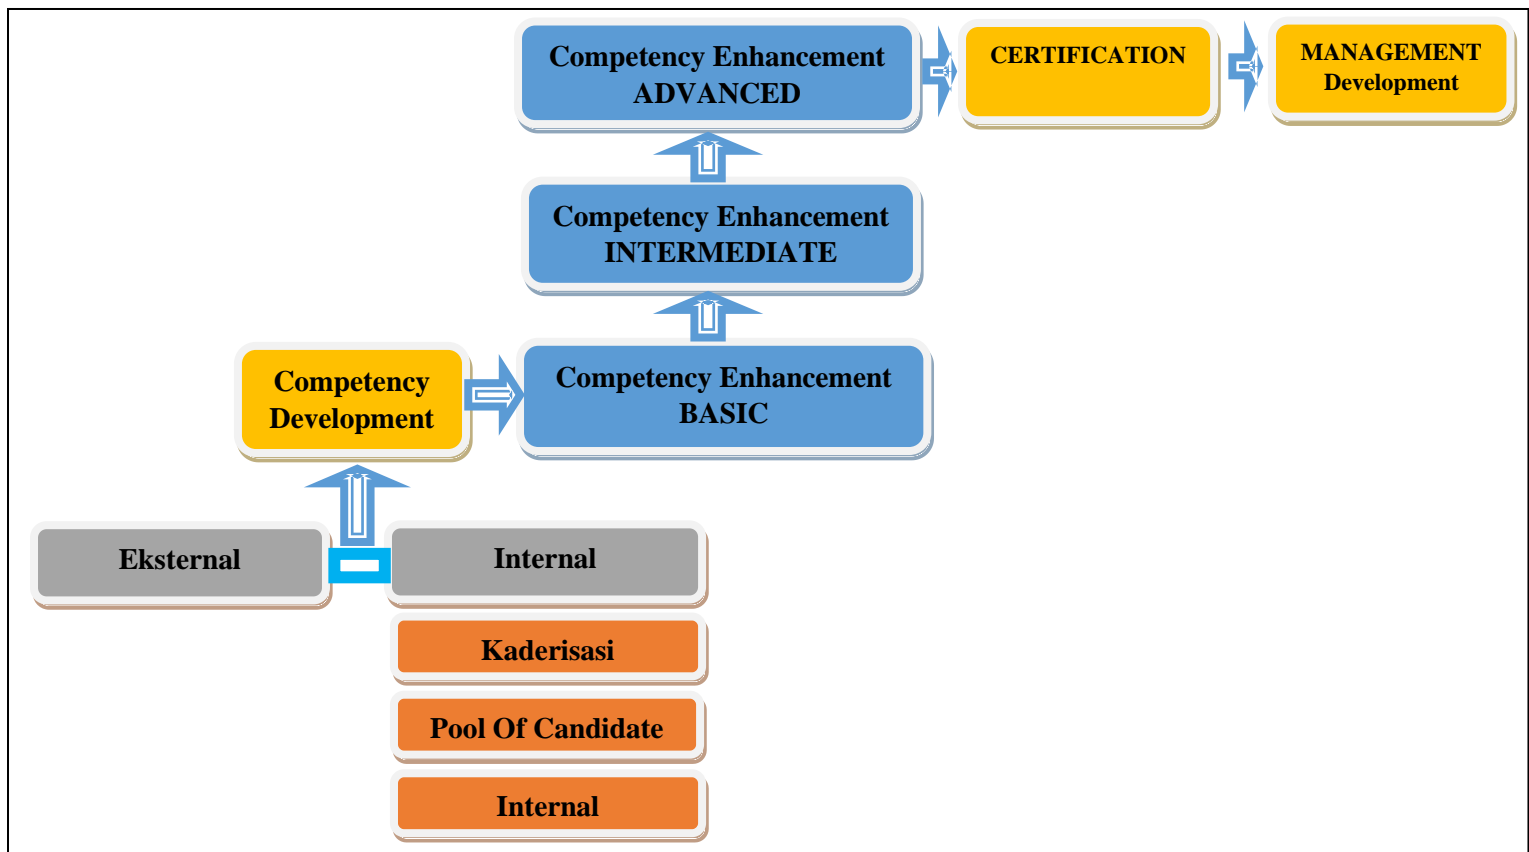 Competency Enhancement
ADVANCED
CERTIFICATION
MANAGEMENT
Development
Competency Enhancement
INTERMEDIATE
Competency
Development
Competency Enhancement
BASIC
Eksternal
Internal
Kaderisasi
Pool Of Candidate
Internal